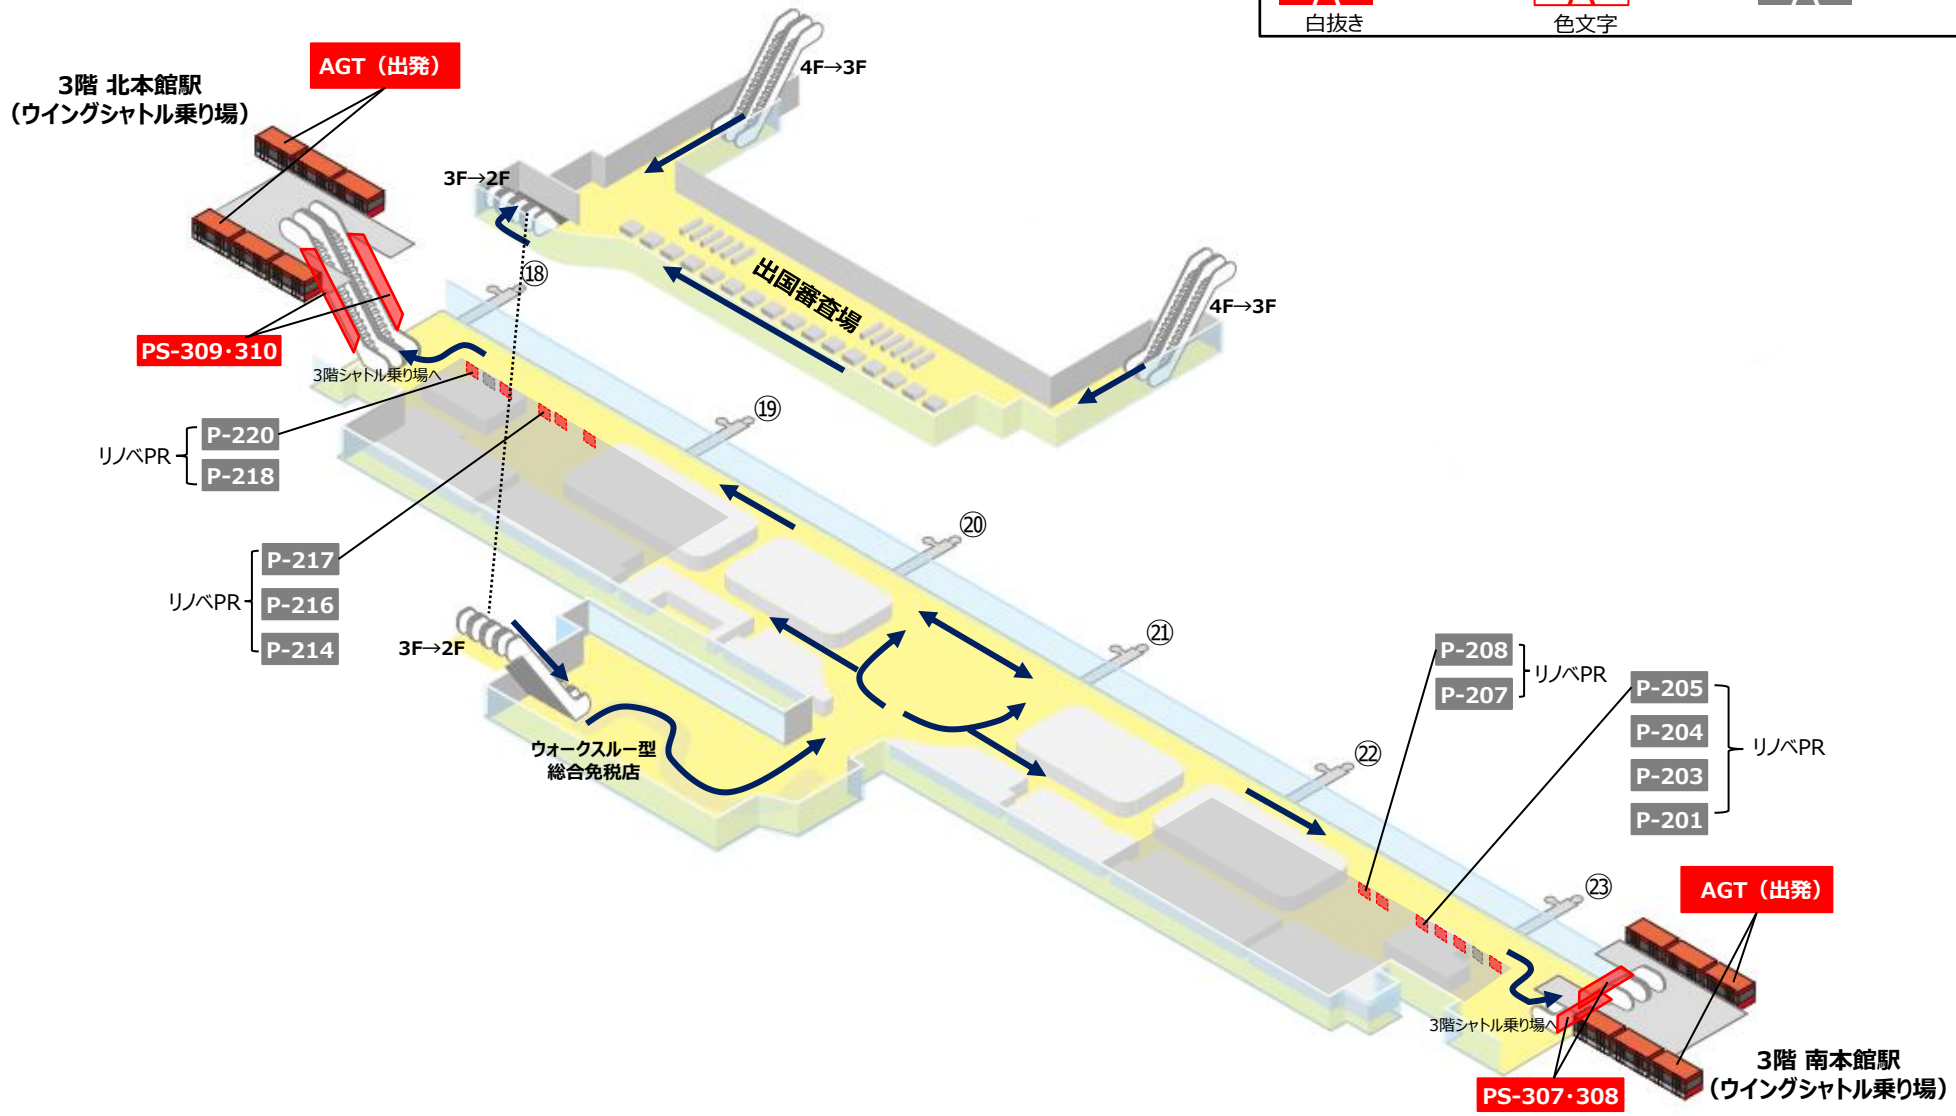 白抜き
色文字
AGT（出発）
3階 北本館駅
（ウイングシャトル乗り場）
4F→3F
3F→2F
⑱
出国審査場
4F→3F
PS-309･310
3階シャトル乗り場へ
⑲
リノベPR
P-220
P-218
⑳
リノベPR
P-217
P-216
P-214
3F→2F
㉑
P-208
P-207
リノベPR
P-205
P-204
P-203
P-201
リノベPR
ウォークスルー型
総合免税店
㉒
㉓
AGT（出発）
3階シャトル乗り場へ
3階 南本館駅
（ウイングシャトル乗り場）
PS-307･308